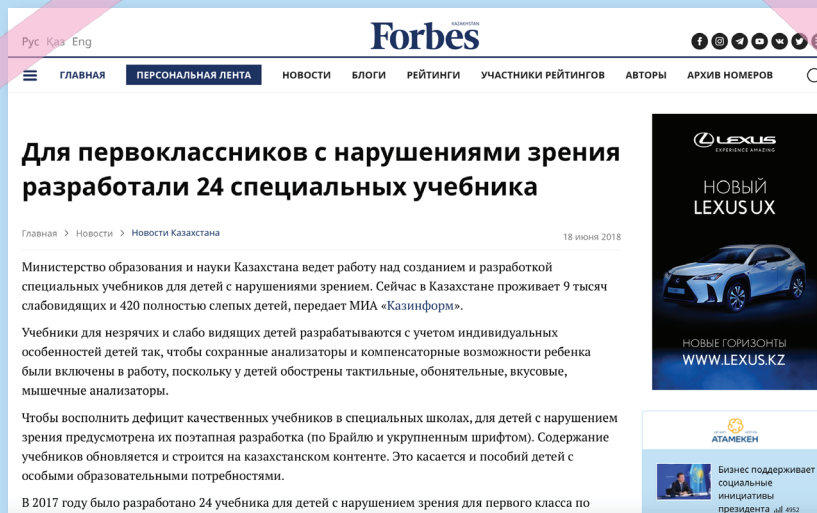 Рус Қаз Eng
KAZAKHSTAN
Forbes
ГЛАВНАЯ ПЕРСОНАЛЬНАЯ ЛЕНТА НОВОСТИ БЛОГИ РЕЙТИНГИ УЧАСТНИКИ РЕЙТИНГОВ АВТОРЫ АРХИВ НОМЕРОВ
Для первоклассников с нарушениями зрения
разработали 24 специальных учебника
Главная > Новости > Новости Казахстана
18 июня 2018
Министерство образования и науки Казахстана ведет работу над созданием и разработкой
специальных учебников для детей с нарушениями зрением. Сейчас в Казахстане проживает 9 тысяч
слабовидящих и 420 полностью слепых детей, передает МИА «Казинформ».
Учебники для незрячих и слабо видящих детей разрабатываются с учетом индивидуальных
особенностей детей так, чтобы сохранные анализаторы и компенсаторные возможности ребенка
были включены в работу, поскольку у детей обострены тактильные, обонятельные, вкусовые,
мышечные анализаторы.
Чтобы восполнить дефицит качественных учебников в специальных школах, для детей с нарушением
зрения предусмотрена их поэтапная разработка (по Брайлю и укрупненным шрифтом). Содержание
учебников обновляется и строится на казахстанском контенте. Это касается и пособий детей с
особыми образовательными потребностями.
В 2017 году было разработано 24 учебника для детей с нарушением зрения для первого класса по
LEXUS
EXPERIENCE AMAZING
НОВЫЙ
LEXUS UX
НОВЫЕ ГОРИЗОНТЫ
WWW.LEXUS.KZ
АТАМЕКЕН
Бизнес поддерживает
социальные
инициативы
президента 4952